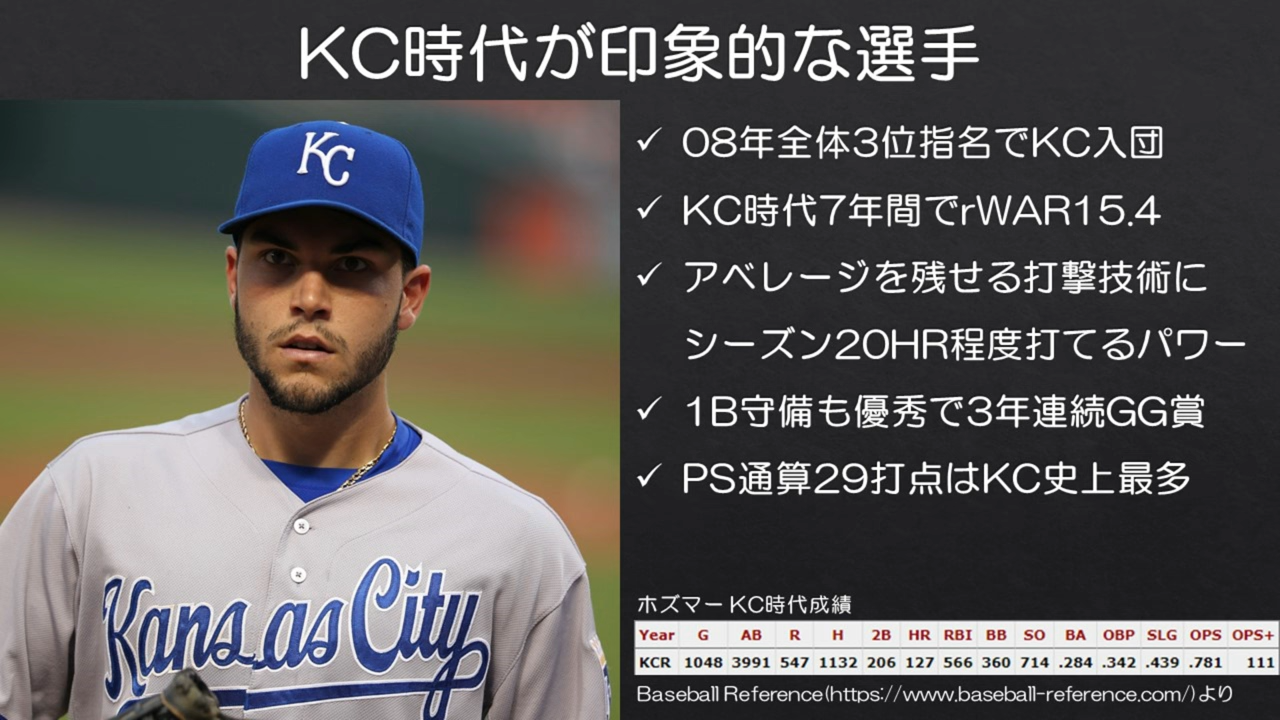 KC時代が印象的な選手
KC
Kansas City
✓ 08年全体3位指名でKC入団
✓ KC時代7年間でrWAR15.4
✓ アベレージを残せる打撃技術に
シーズン20HR程度打てるパワー
✓ 1B守備も優秀で3年連続GG賞
✓ PS通算29打点はKC史上最多
ホズマー KC時代成績
Year G AB R H 2B HR RBI BB SO BA OBP SLG OPS OPS+
KCR 1048 3991 547 1132 206 127 566 360 714 .284 .342 .439 .781 111
Baseball Reference(https://www.baseball-reference.com/)より